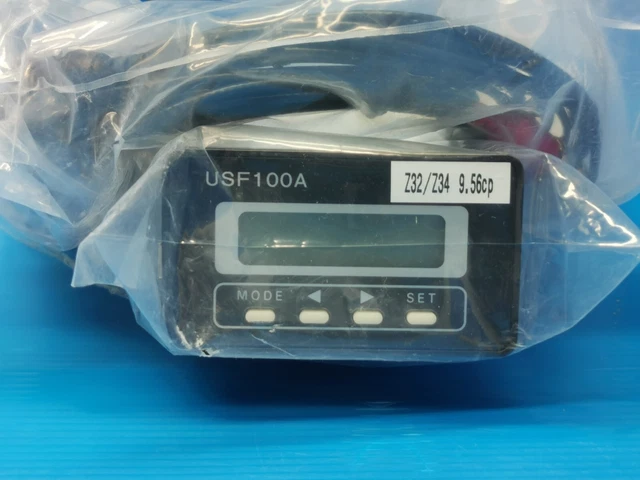 USF100A
Z32/Z34 9.56cp
MODE ◀ ▶ SET